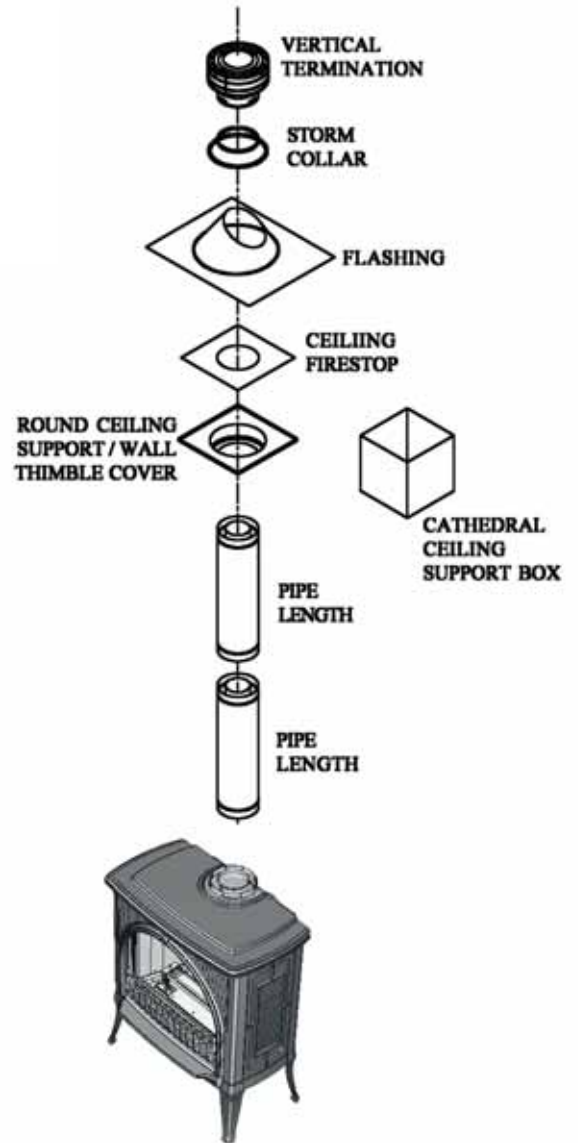 VERTICAL
TERMINATION
STORM
COLLAR
FLASHING
CEILIING
FIRESTOP
ROUND CEILING
SUPPORT / WALL
THIMBLE COVER
CATHEDRAL
CEILING
SUPPORT BOX
PIPE
LENGTH
PIPE
LENGTH